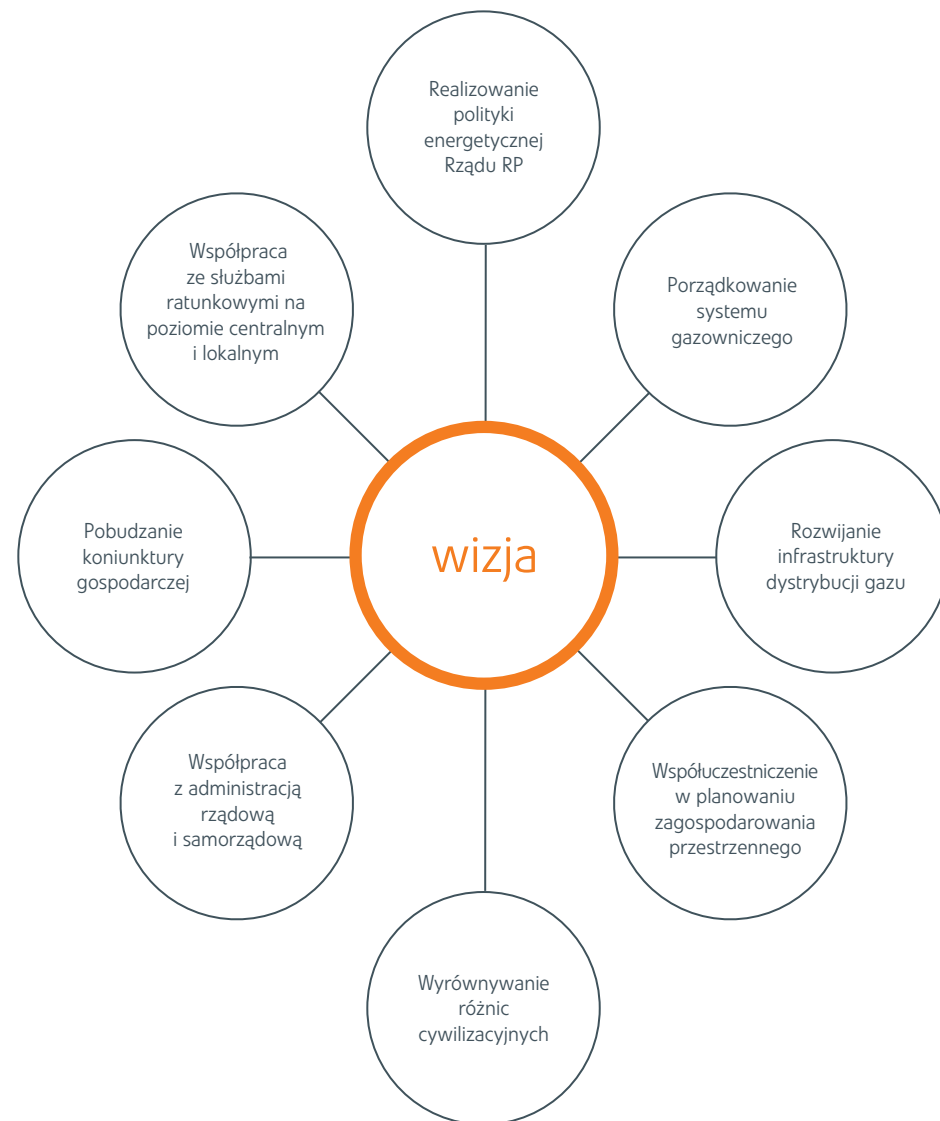 Realizowanie
polityki
energetycznej
Rządu RP
Współpraca
ze służbami
ratunkowymi na
poziomie centralnym
i lokalnym
Porządkowanie
systemu
gazowniczego
Pobudzanie
koniunktury
gospodarczej
wizja
Rozwijanie
infrastruktury
dystrybucji gazu
Współpraca
z administracją
rządową
i samorządową
Współuczestniczenie
w planowaniu
zagospodarowania
przestrzennego
Wyrównywanie
różnic
cywilizacyjnych